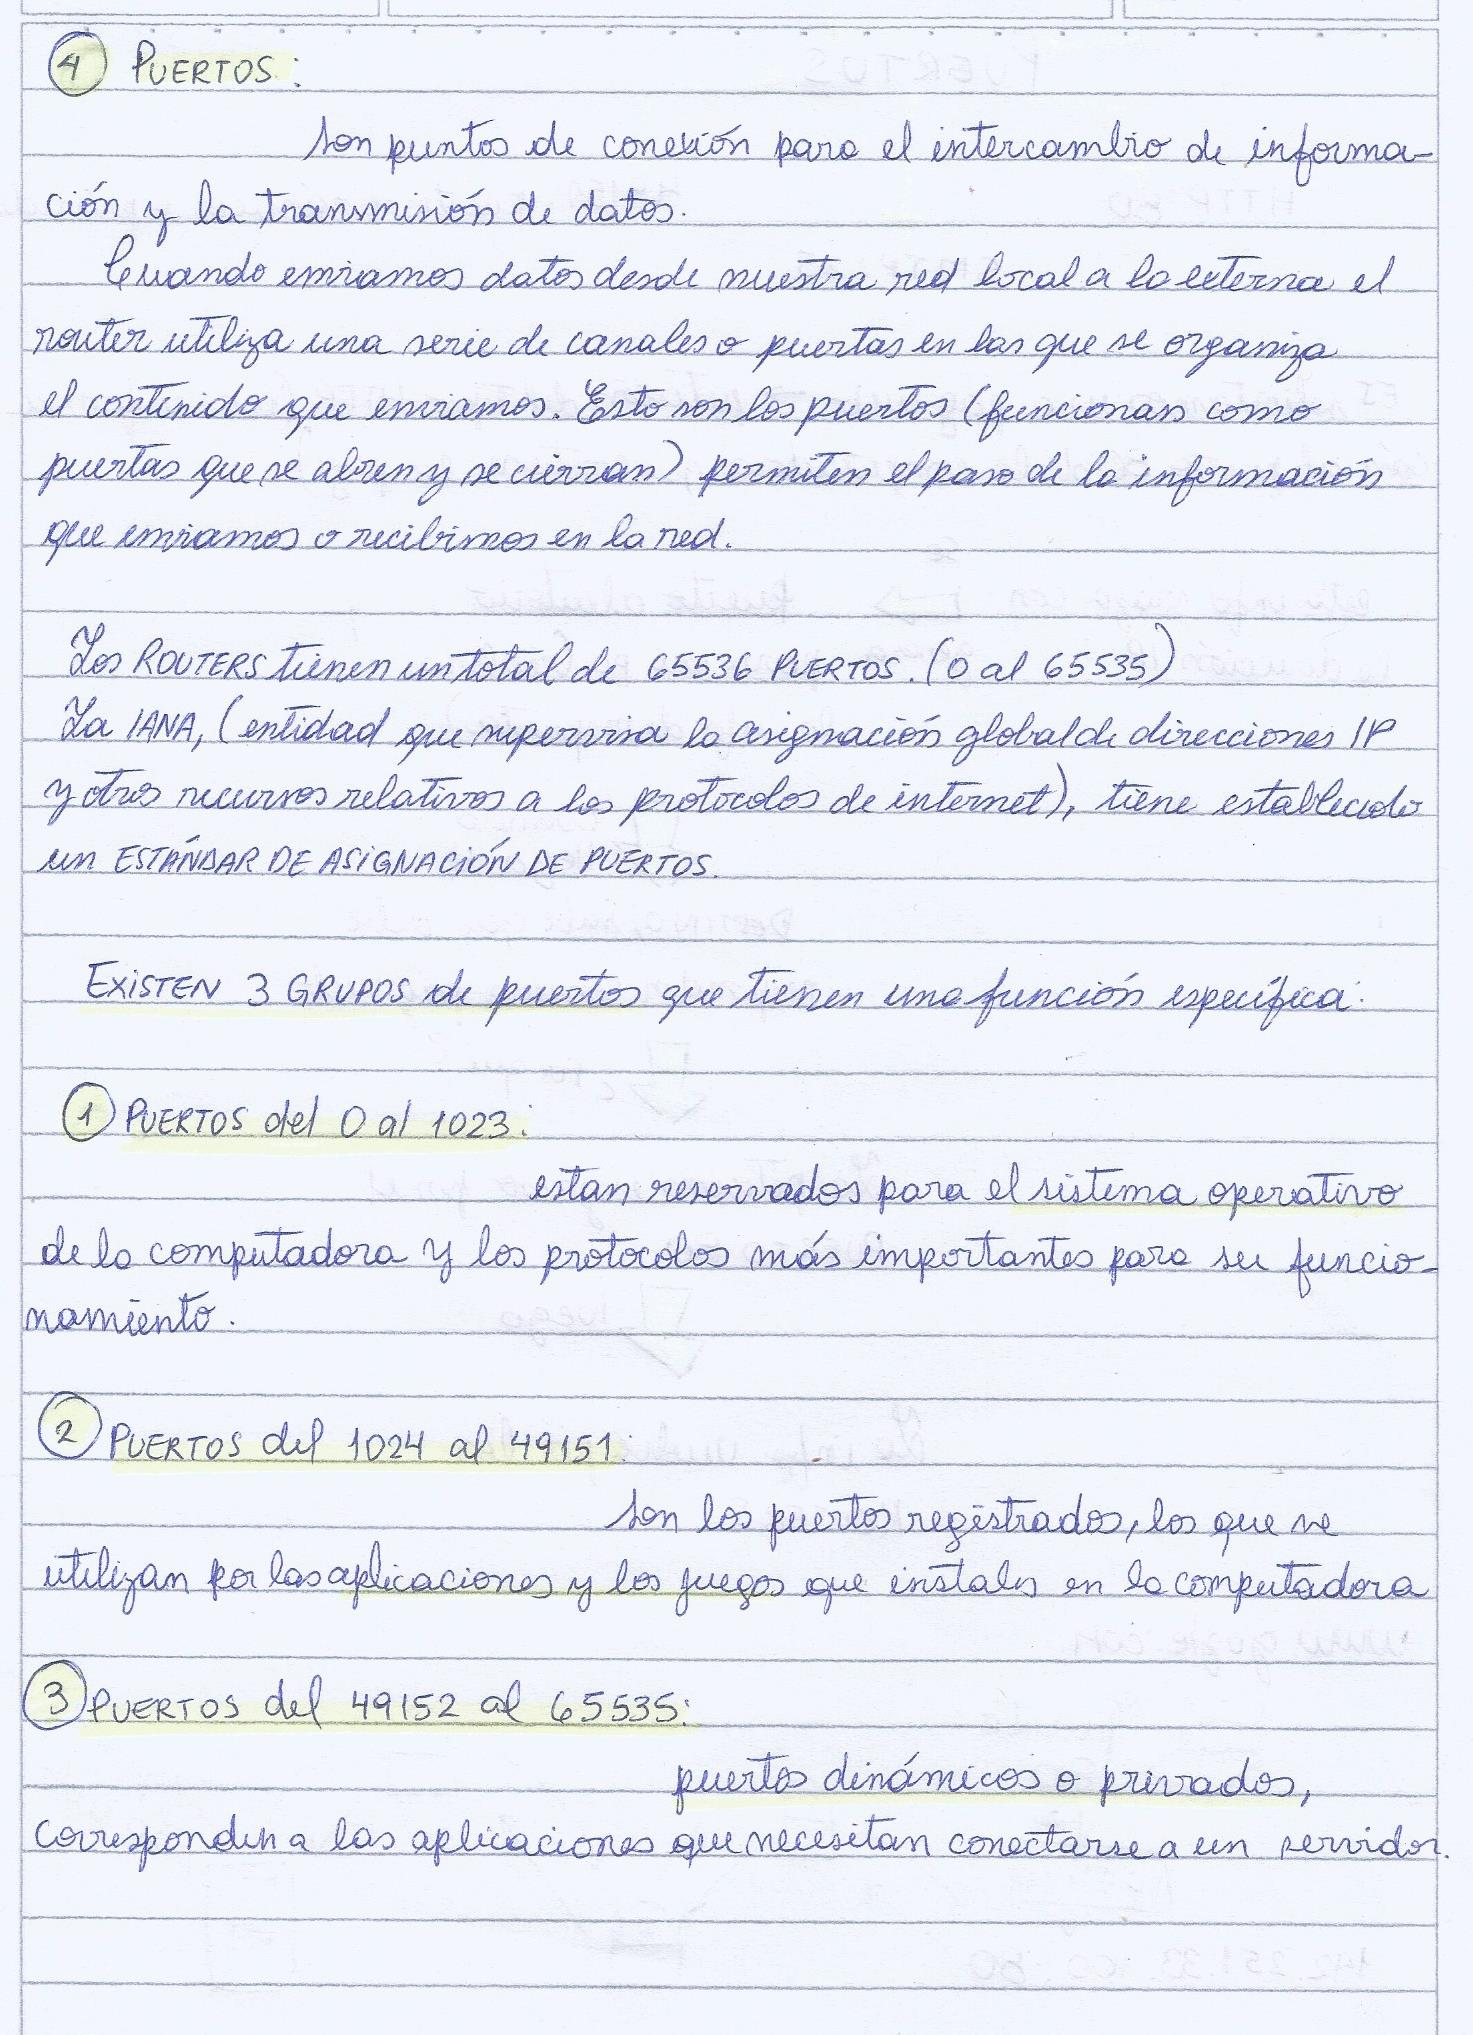 4 PUERTOS:
Son puntos de conexión para el intercambio de informa-
ción y la transmisión de datos.
Cuando enviamos datos desde nuestra red local a la externa el
router utiliza una serie de canales o puertas en las que se organiza
el contenido que enviamos. Esto son los puertos (funcionan como
puertas que se abren y se cierran) permiten el paso de la información
que enviamos o recibimos en la red.
Los ROUTERS tienen un total de 65536 PUERTOS. (0 al 65535)
La IANA, (entidad que supervisa la asignación global de direcciones IP
y otros recursos relativos a los protocolos de internet), tiene establecido
un ESTÁNDAR DE ASIGNACIÓN DE PUERTOS.
EXISTEN 3 GRUPOS de puertos que tienen una función específica:
1 PUERTOS del 0 al 1023:
estan reservados para el sistema operativo
de la computadora y los protocolos más importantes para su funcio-
namiento.
2 PUERTOS del 1024 al 49151:
Son los puertos registrados, los que se
utilizan por las aplicaciones y los juegos que instales en la computadora
3 PUERTOS del 49152 al 65535:
puertos dinámicos o privados,
corresponden a las aplicaciones que necesitan conectarse a un servidor.